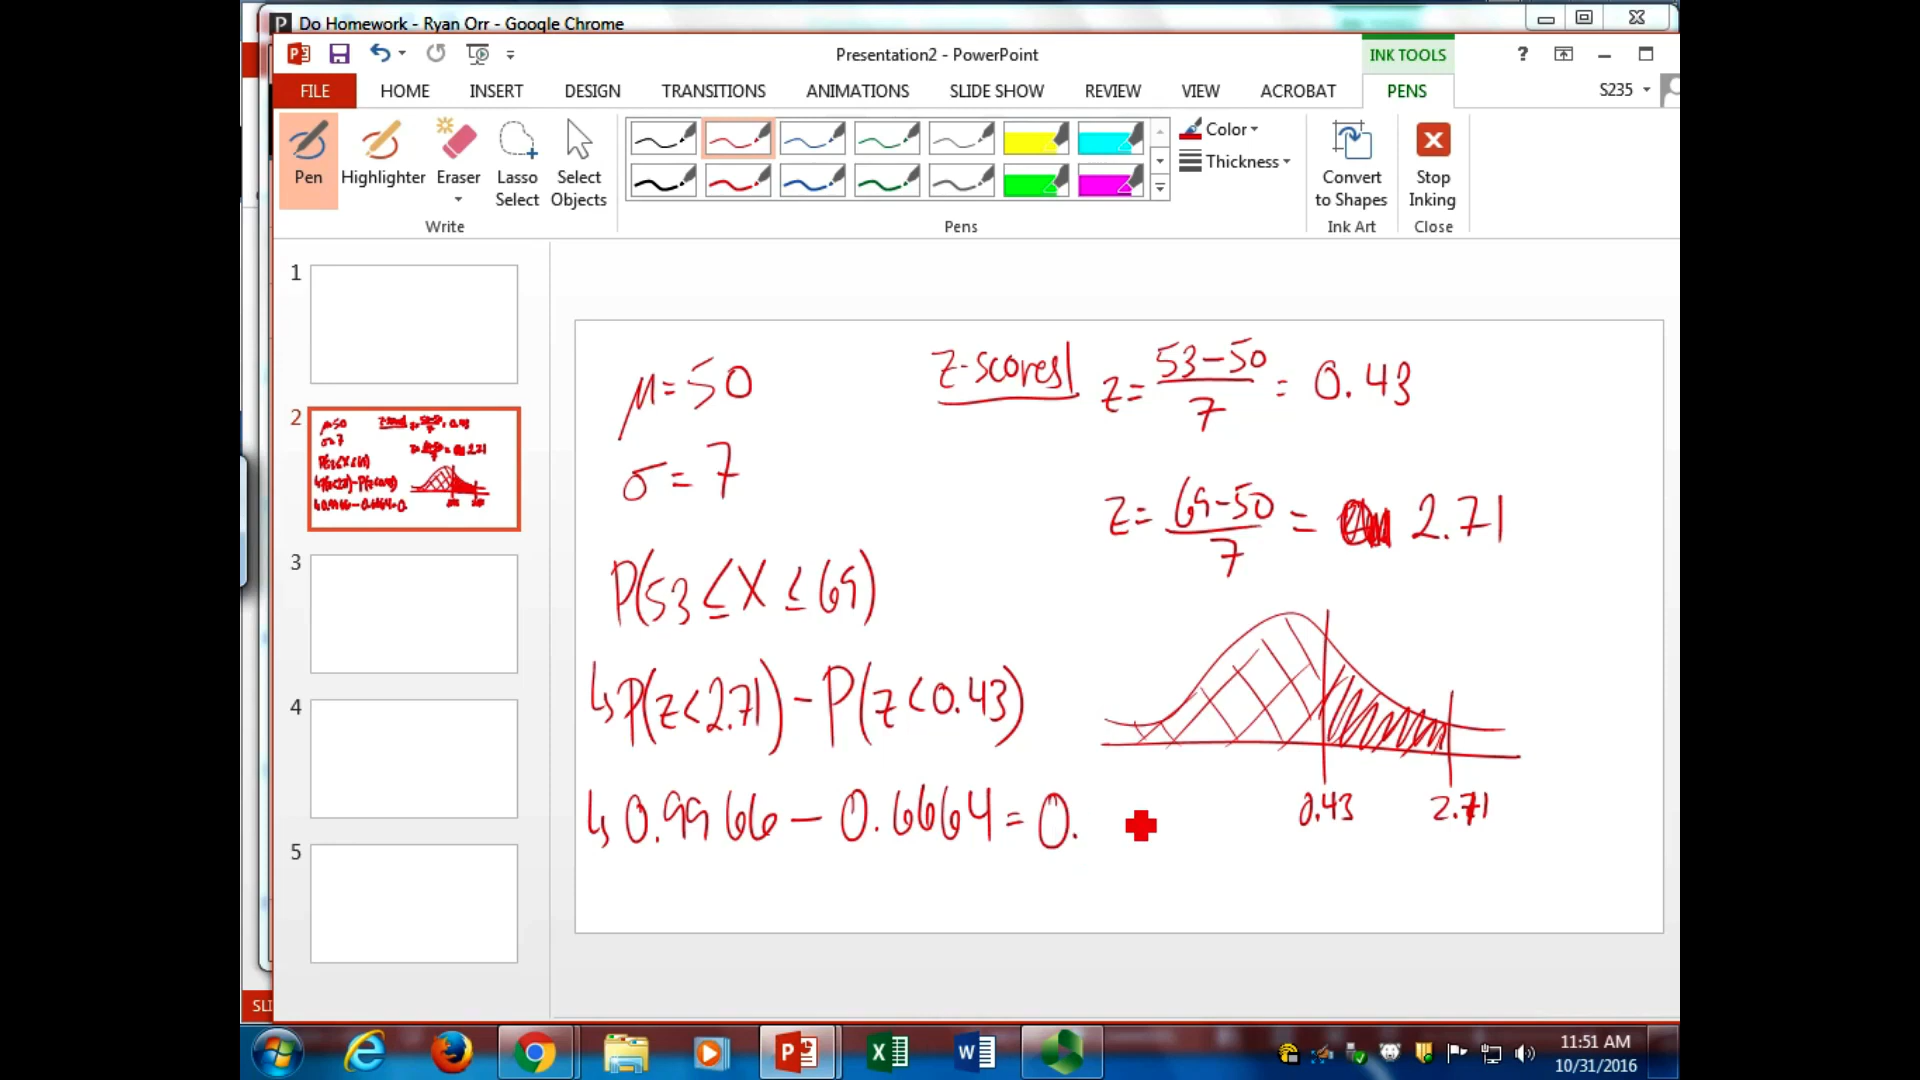 Do Homework - Ryan Orr - Google Chrome
Presentation2 - PowerPoint
INK TOOLS
?
FILE HOME INSERT DESIGN TRANSITIONS ANIMATIONS SLIDE SHOW REVIEW VIEW ACROBAT PENS
S235
Pen
Highlighter
Eraser
Lasso Select
Select Objects
Write
Pens
Color
Thickness
Convert to Shapes
Ink Art
Stop Inking
Close
1
2
3
4
5
μ=50
σ=7
P(53≤X≤69)
↳P(z<2.71)-P(z<0.43)
↳0.9966-0.6664=0.
z-scores
z=(53-50)/7=0.43
z=(69-50)/7= 2.71
0.43 2.71
SLI
11:51 AM
10/31/2016